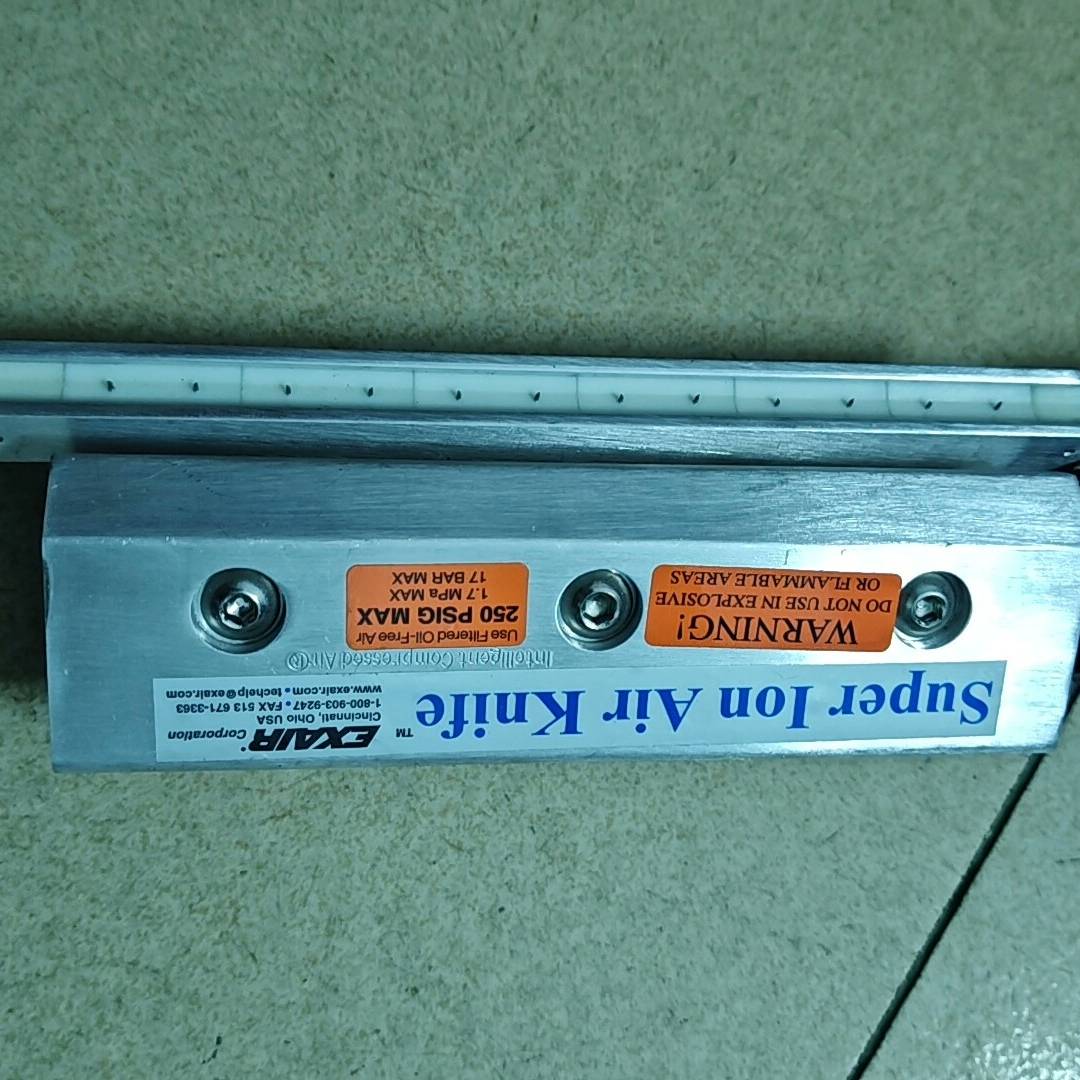 Super Ion Air Knife™
EXAIR® Corporation
Cincinnati, Ohio USA
1-800-903-9247 • FAX 513 671-3363
www.exair.com • techelp@exair.com
Intelligent Compressed Air®
WARNING!
DO NOT USE IN EXPLOSIVE
OR FLAMMABLE AREAS
Use Filtered Oil-Free Air
250 PSIG MAX
1.7 MPa MAX
17 BAR MAX